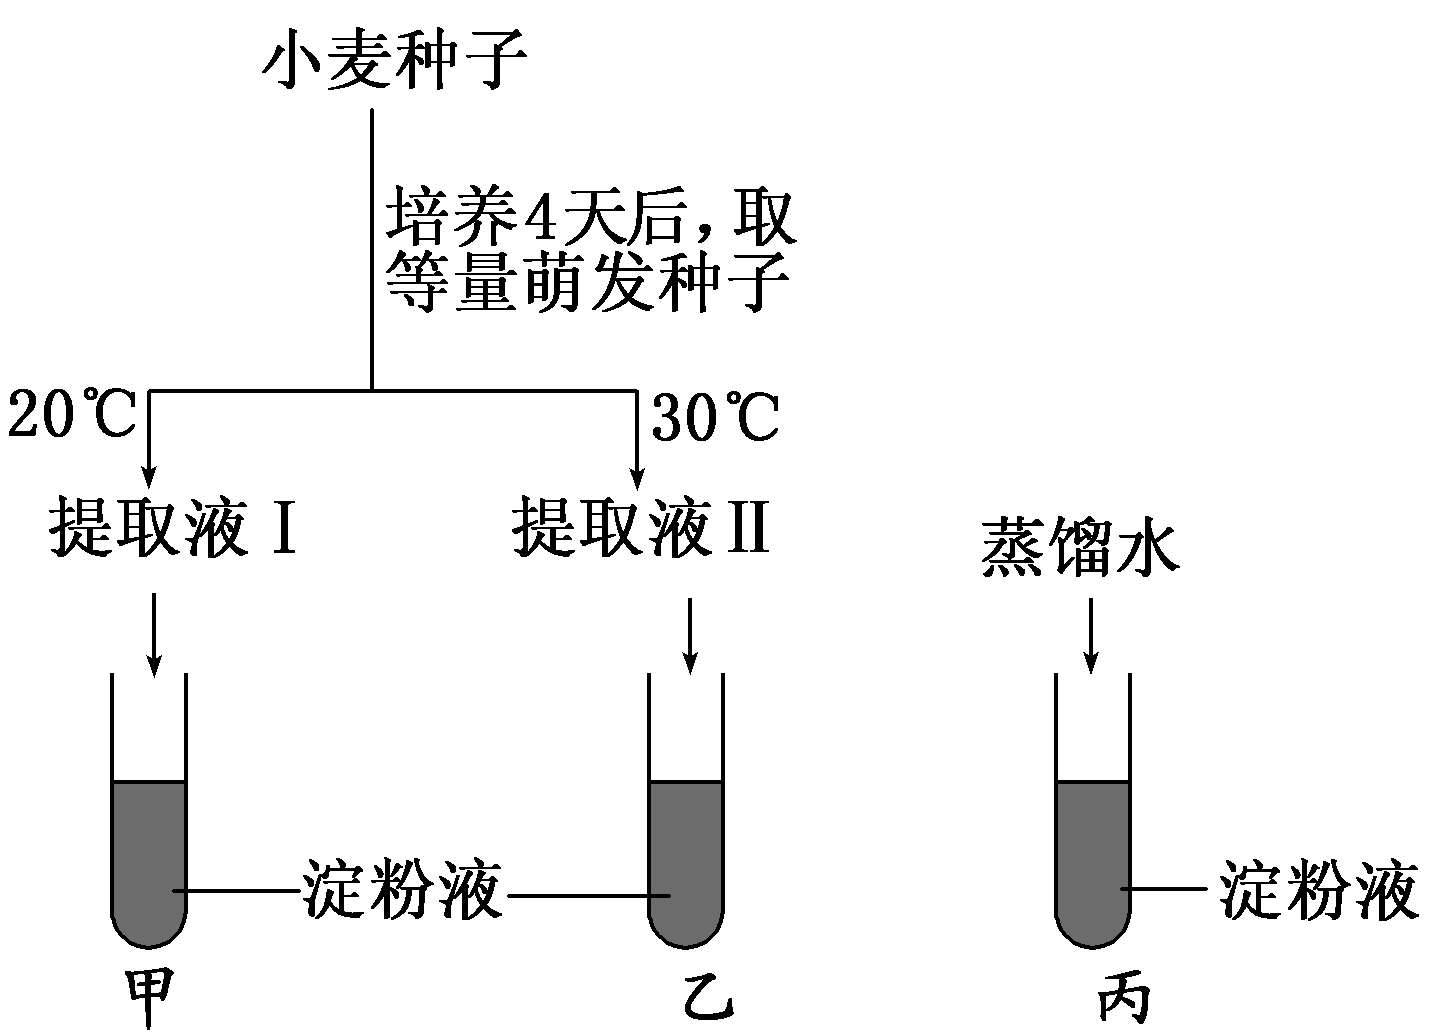 小麦种子
培养4天后,取
等量萌发种子
20℃
30℃
提取液Ⅰ
提取液Ⅱ
蒸馏水
淀粉液
淀粉液
甲
乙
丙